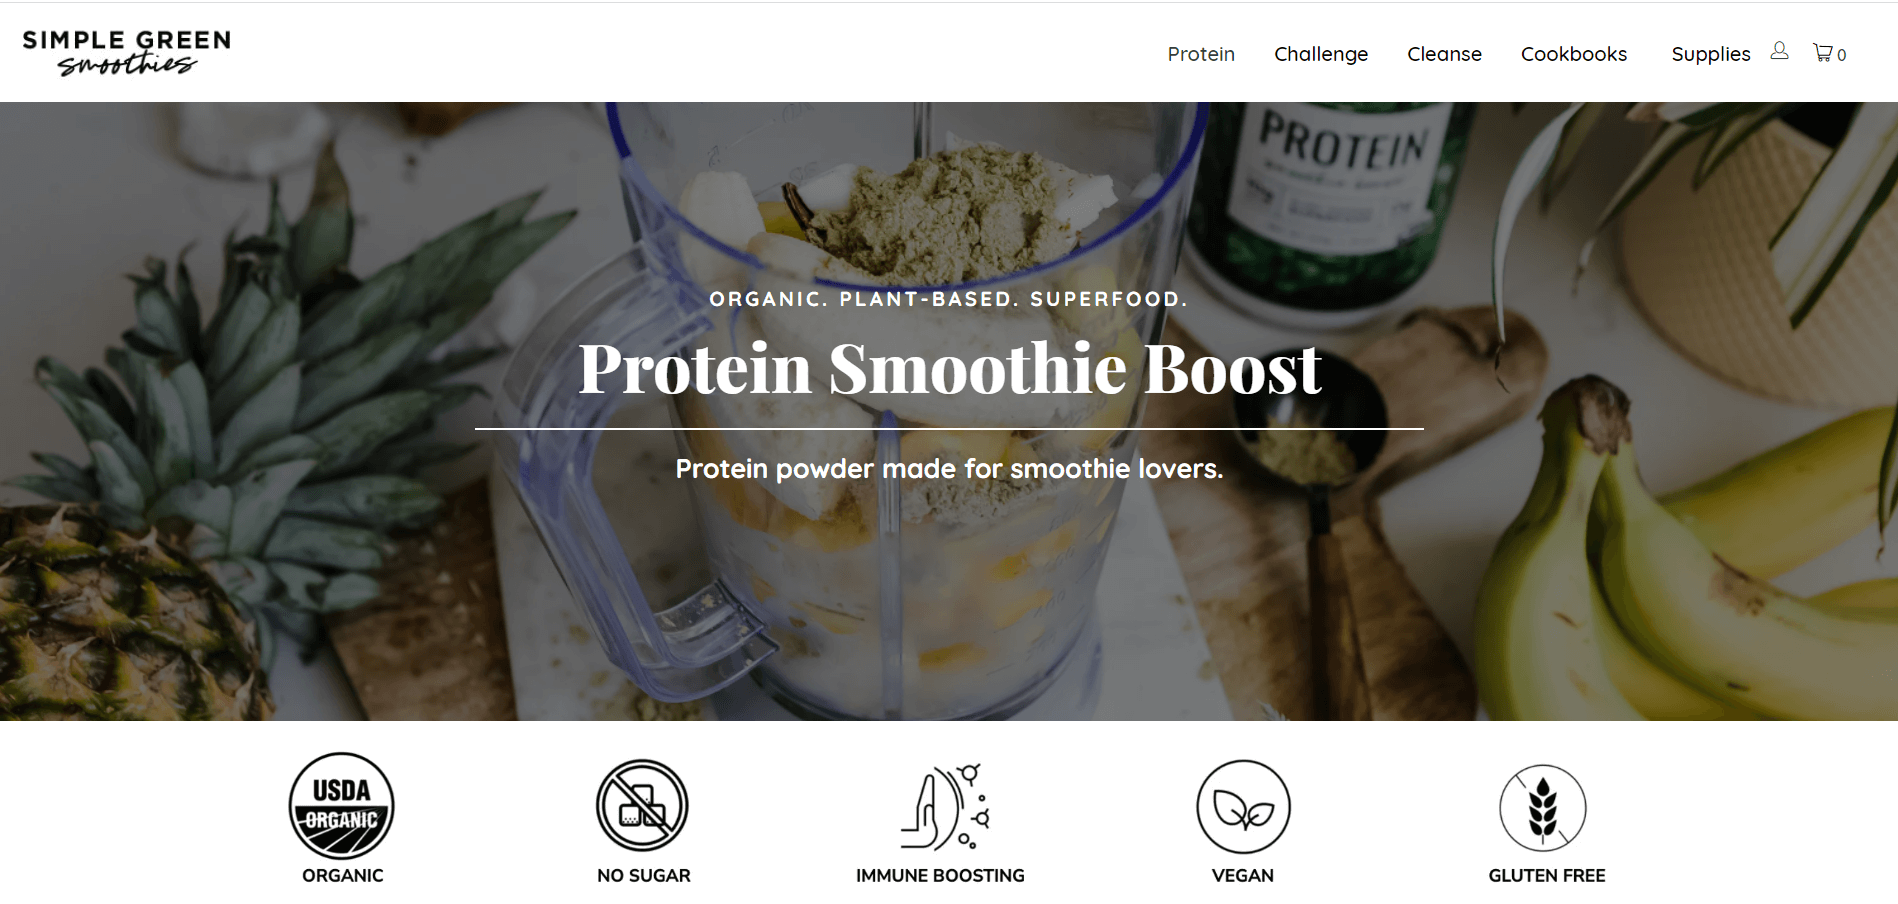 SIMPLE GREEN
smoothies
Protein
Challenge
Cleanse
Cookbooks
Supplies
0
PROTEIN
ORGANIC. PLANT-BASED. SUPERFOOD.
Protein Smoothie Boost
Protein powder made for smoothie lovers.
USDA
ORGANIC
ORGANIC
NO SUGAR
IMMUNE BOOSTING
VEGAN
GLUTEN FREE